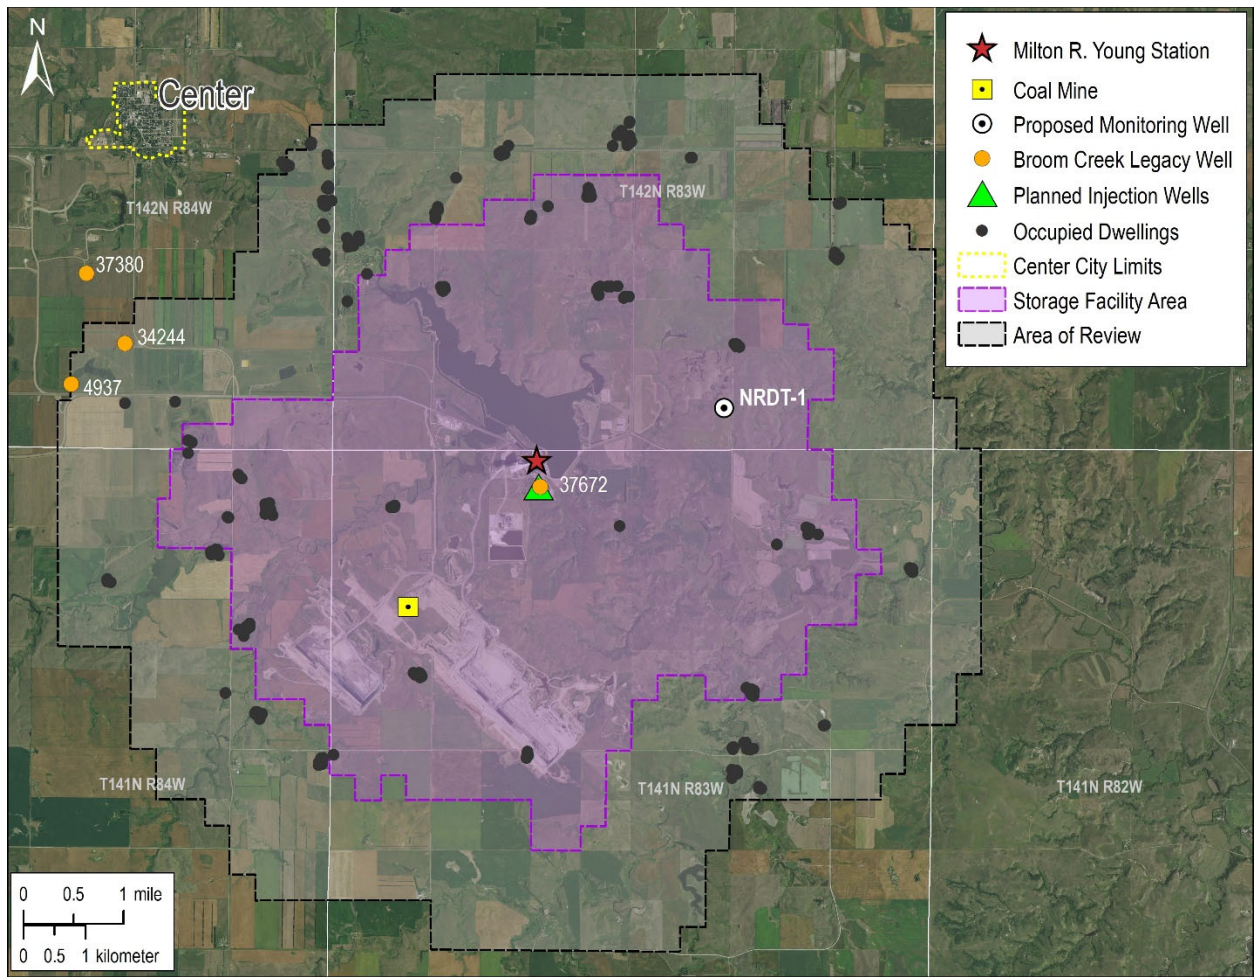 N
Center
Milton R. Young Station
Coal Mine
Proposed Monitoring Well
Broom Creek Legacy Well
Planned Injection Wells
Occupied Dwellings
Center City Limits
Storage Facility Area
Area of Review
T142N R84W
T142N R83W
37380
34244
4937
NRDT-1
37672
T141N R84W
T141N R83W
T141N R82W
0 0.5 1 mile
0 0.5 1 kilometer